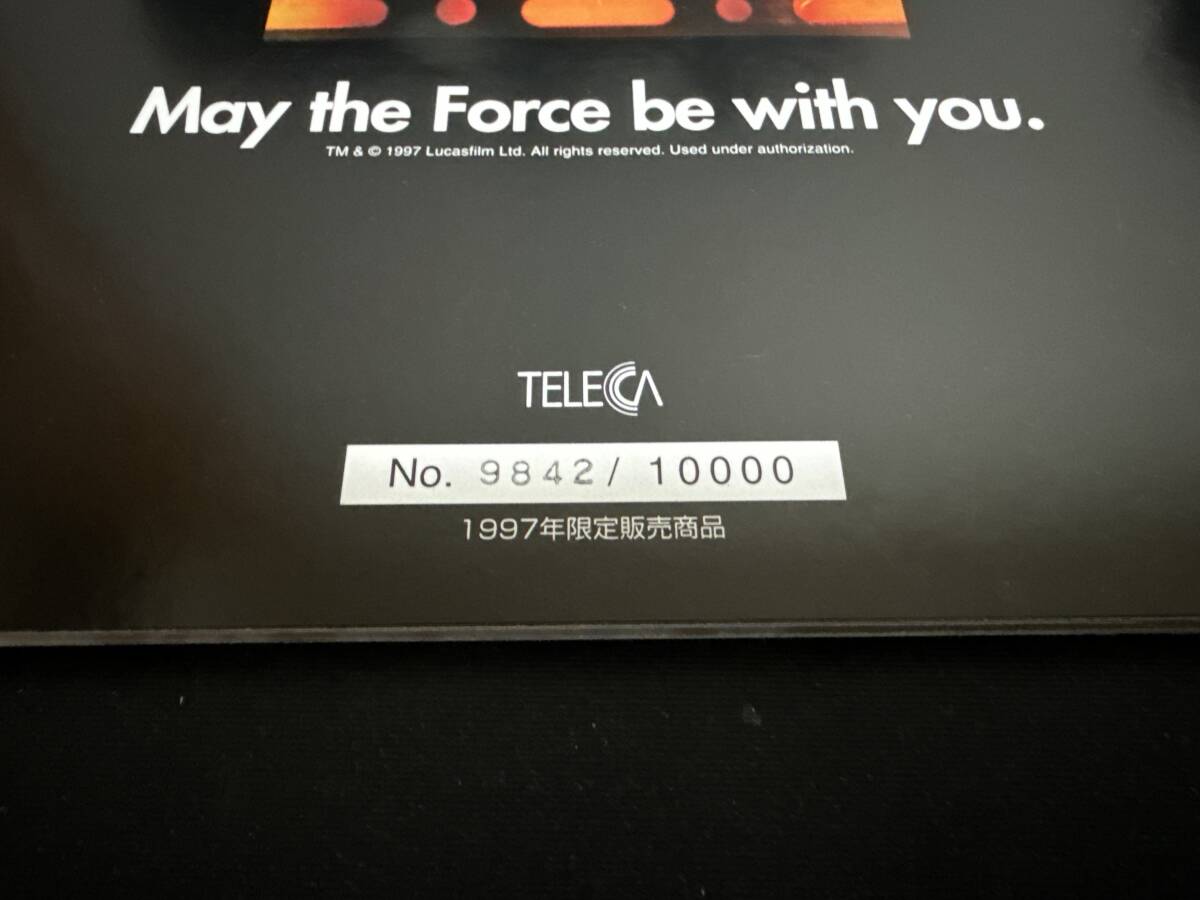 May the Force be with you.
TM & © 1997 Lucasfilm Ltd. All rights reserved. Used under authorization.
TELECA
No. 9842 / 10000
1997年限定販売商品